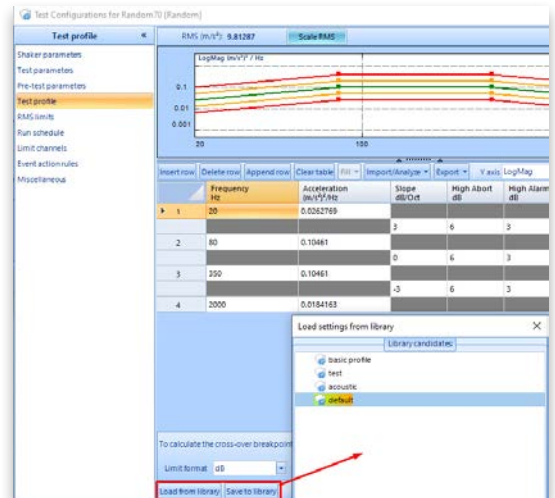 Test Configurations for Random70 (Random)
Test profile «
RMS (m/s²): 9.81287 Scale RMS
Shaker parameters
Test parameters
Pre-test parameters
Test profile
RMS limits
Run schedule
Limit channels
Event action rules
Miscellaneous
LogMag (m/s²)² / Hz
0.1
0.01
0.001
20 100
Insert row Delete row Append row Clear table Fill Import/Analyze Export Y axis LogMag
Frequency Hz Acceleration (m/s²)²/Hz Slope dB/Oct High Abort dB High Alarm dB
1 20 0.0262769
3 6 3
2 80 0.10461
0 6 3
3 350 0.10461
-3 6 3
4 2000 0.0184163
Load settings from library ×
Library candidates
basic profile
test
acoustic
default
To calculate the cross-over breakpoin
Limit format dB
Load from library Save to library